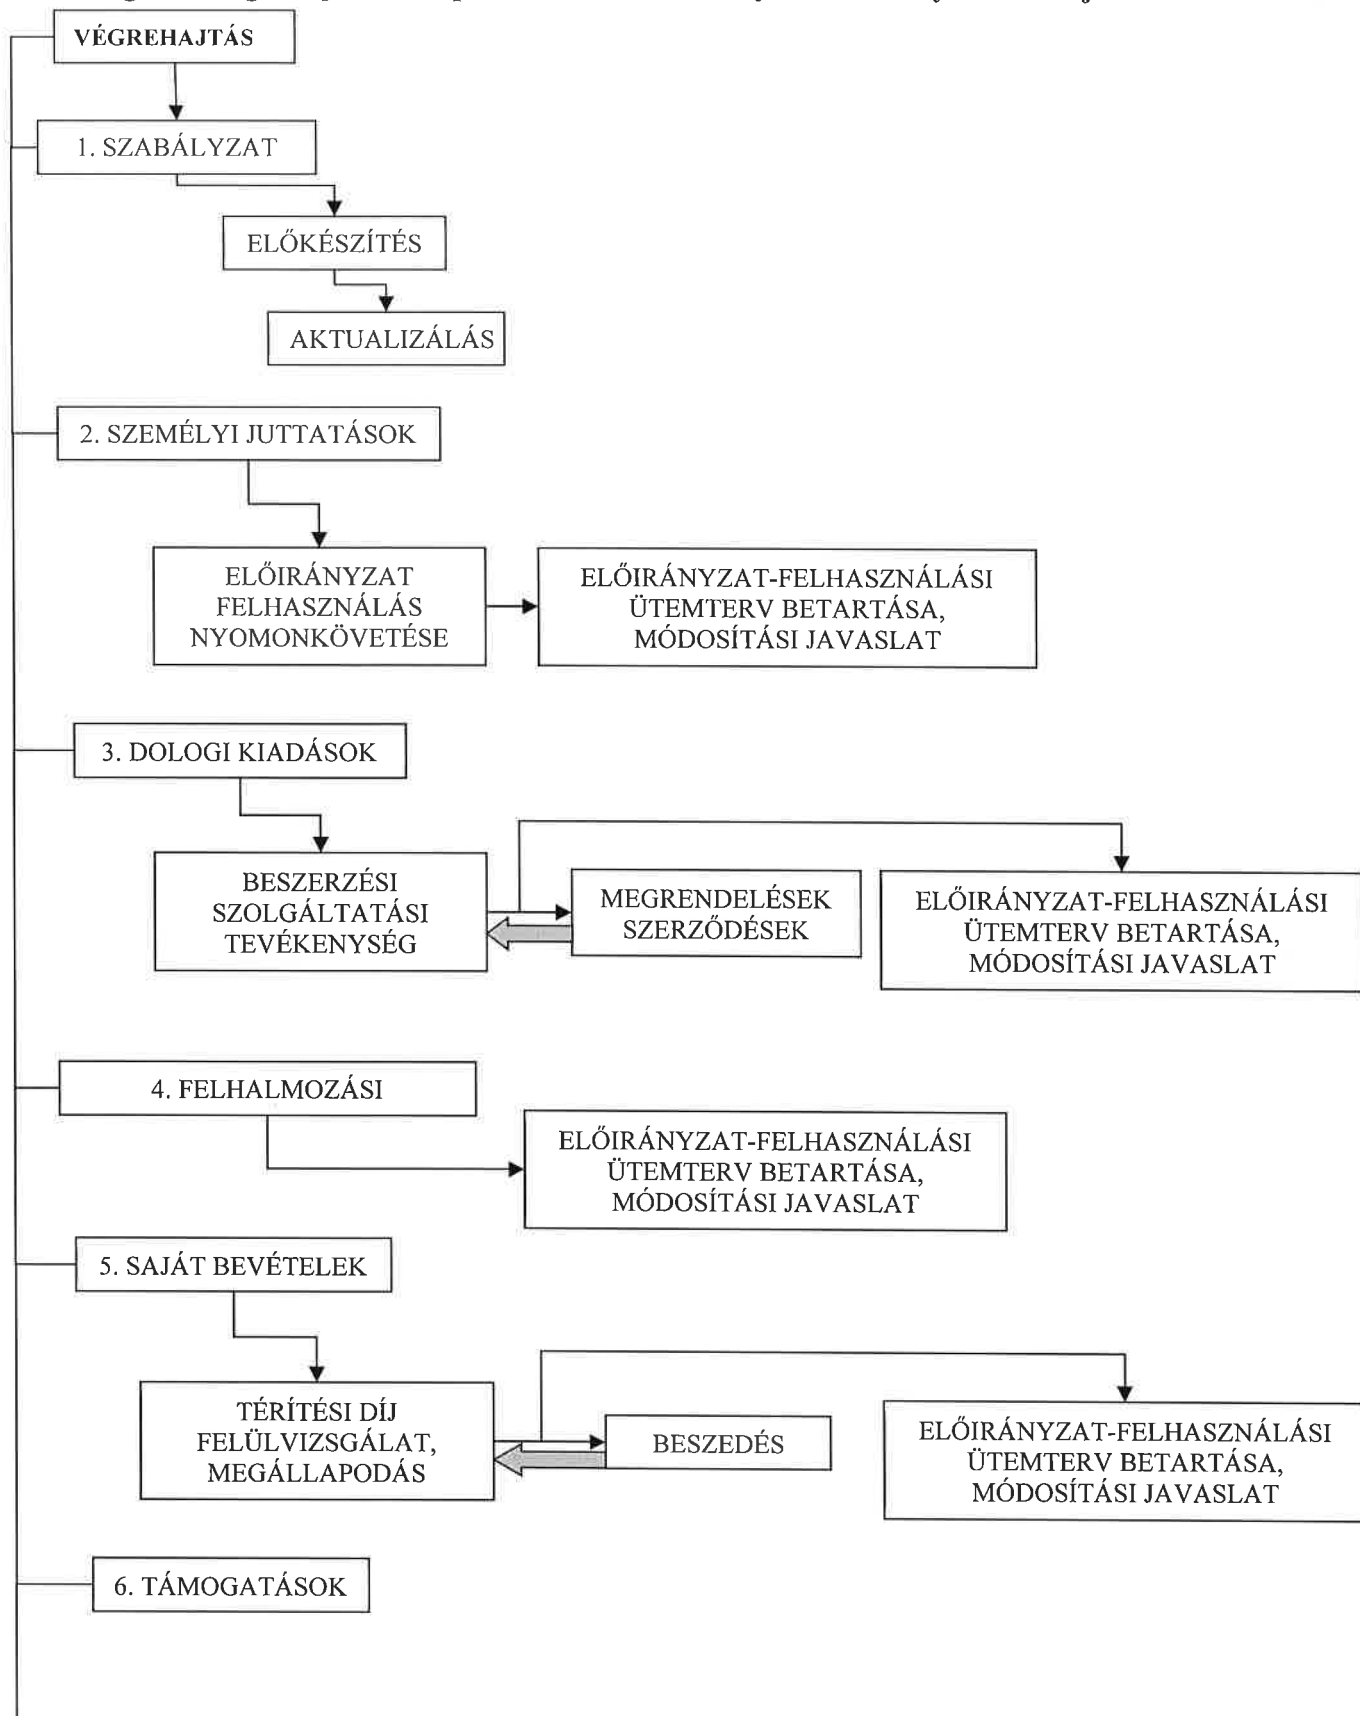 VÉGREHAJTÁS
1. SZABÁLYZAT
ELŐKÉSZÍTÉS
AKTUALIZÁLÁS
2. SZEMÉLYI JUTTATÁSOK
ELŐIRÁNYZAT
FELHASZNÁLÁS
NYOMONKÖVETÉSE
ELŐIRÁNYZAT-FELHASZNÁLÁSI
ÜTEMTERV BETARTÁSA,
MÓDOSÍTÁSI JAVASLAT
3. DOLOGI KIADÁSOK
BESZERZÉSI
SZOLGÁLTATÁSI
TEVÉKENYSÉG
MEGRENDELÉSEK
SZERZŐDÉSEK
ELŐIRÁNYZAT-FELHASZNÁLÁSI
ÜTEMTERV BETARTÁSA,
MÓDOSÍTÁSI JAVASLAT
4. FELHALMOZÁSI
ELŐIRÁNYZAT-FELHASZNÁLÁSI
ÜTEMTERV BETARTÁSA,
MÓDOSÍTÁSI JAVASLAT
5. SAJÁT BEVÉTELEK
TÉRÍTÉSI DÍJ
FELÜLVIZSGÁLAT,
MEGÁLLAPODÁS
BESZEDÉS
ELŐIRÁNYZAT-FELHASZNÁLÁSI
ÜTEMTERV BETARTÁSA,
MÓDOSÍTÁSI JAVASLAT
6. TÁMOGATÁSOK